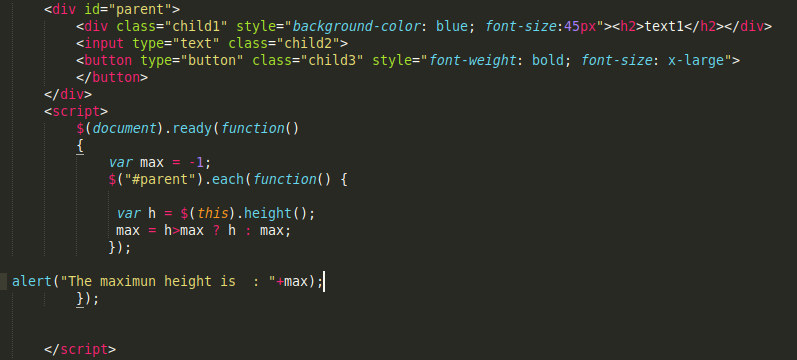 <div id="parent">
<div class="child1" style="background-color: blue; font-size:45px"><h2>text1</h2></div>
<input type="text" class="child2">
<button type="button" class="child3" style="font-weight: bold; font-size: x-large">
</button>
</div>
<script>
$(document).ready(function()
{
var max = -1;
$("#parent").each(function() {
var h = $(this).height();
max = h>max ? h : max;
});
alert("The maximun height is  : "+max);
});
</script>